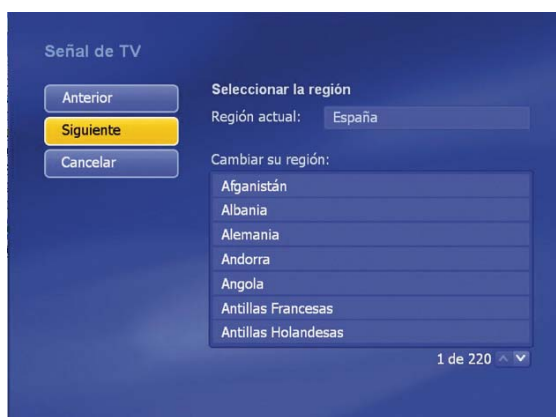 Señal de TV
Anterior
Siguiente
Cancelar
Seleccionar la región
Región actual: España
Cambiar su región:
Afganistán
Albania
Alemania
Andorra
Angola
Antillas Francesas
Antillas Holandesas
1 de 220